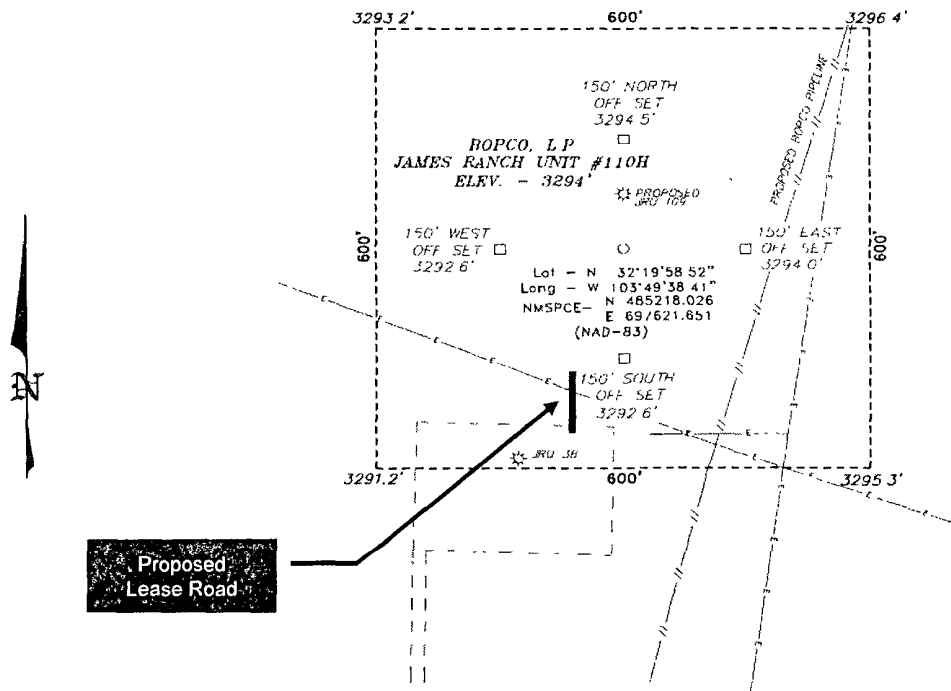 3293 2'
600'
3296 4'
150' NORTH
OFF SET
3294 5'
BOPCO, L P
JAMES RANCH UNIT #110H
ELEV. - 3294'
PROPOSED
JRU 109
PROPOSED BOPCO PIPELINE
150' WEST
OFF SET
3292 6'
150' EAST
OFF SET
3294 0'
600'
600'
Lat - N 32°19'58 52"
Long - W 103°49'38 41"
NMSPCE- N 485218.026
E 697621.651
(NAD-83)
150' SOUTH
OFF SET
3292 6'
JRU 36
3291.2'
600'
3295 3'
Proposed
Lease Road